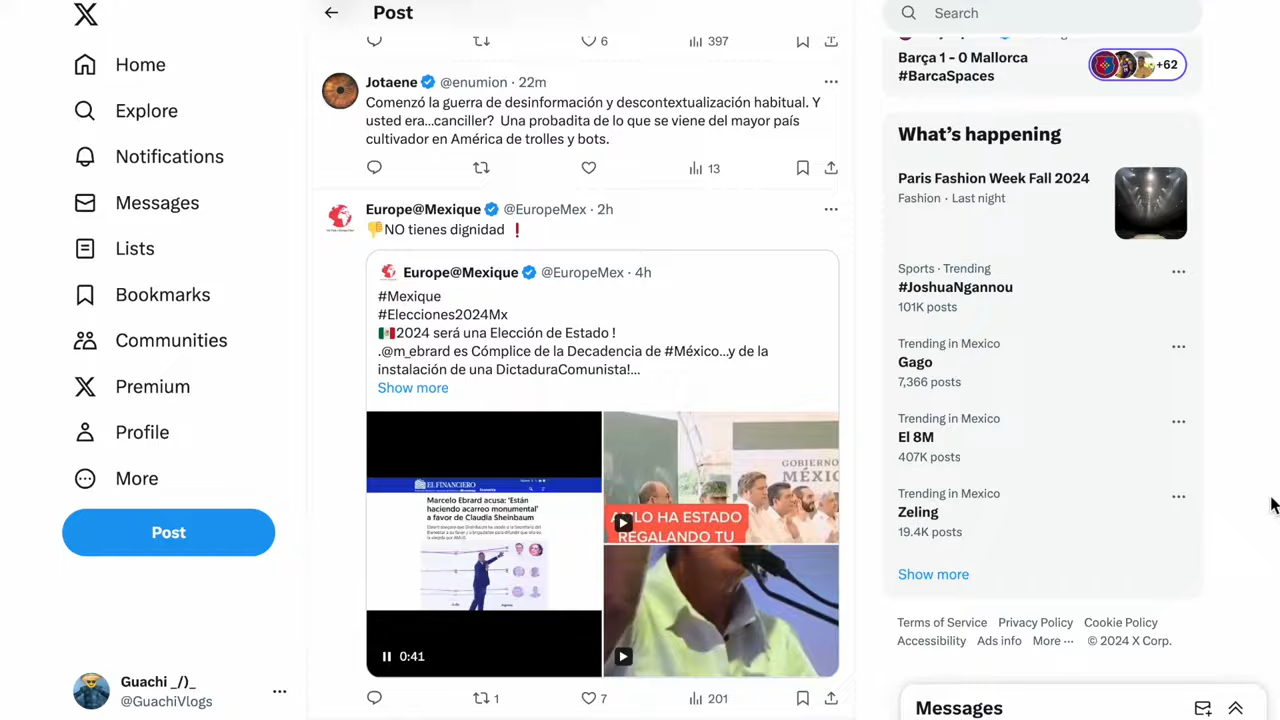 Home
Explore
Notifications
Messages
Lists
Bookmarks
Communities
Premium
Profile
More
Post
Guachi _/)_
@GuachiVlogs
Post
6
397
Jotaene @enumion · 22m
Comenzó la guerra de desinformación y descontextualización habitual. Y
usted era...canciller? Una probadita de lo que se viene del mayor país
cultivador en América de trolles y bots.
13
Europe@Mexique @EuropeMex · 2h
👎NO tienes dignidad ❗
Europe@Mexique @EuropeMex · 4h
#Mexique
#Elecciones2024Mx
🇲🇽2024 será una Elección de Estado !
.@m_ebrard es Cómplice de la Decadencia de #México...y de la
instalación de una DictaduraComunista!...
Show more
EL FINANCIERO
Marcelo Ebrard acusa: 'Están
haciendo acarreo monumental'
a favor de Claudia Sheinbaum
0:41
GOBIERNO
MÉXIC
HA ESTADO
REGALANDO TU
1
7
201
Search
Barça 1 - 0 Mallorca
#BarcaSpaces
+62
What's happening
Paris Fashion Week Fall 2024
Fashion · Last night
Sports · Trending
#JoshuaNgannou
101K posts
Trending in Mexico
Gago
7,366 posts
Trending in Mexico
El 8M
407K posts
Trending in Mexico
Zeling
19.4K posts
Show more
Terms of Service Privacy Policy Cookie Policy
Accessibility Ads info More ··· © 2024 X Corp.
Messages